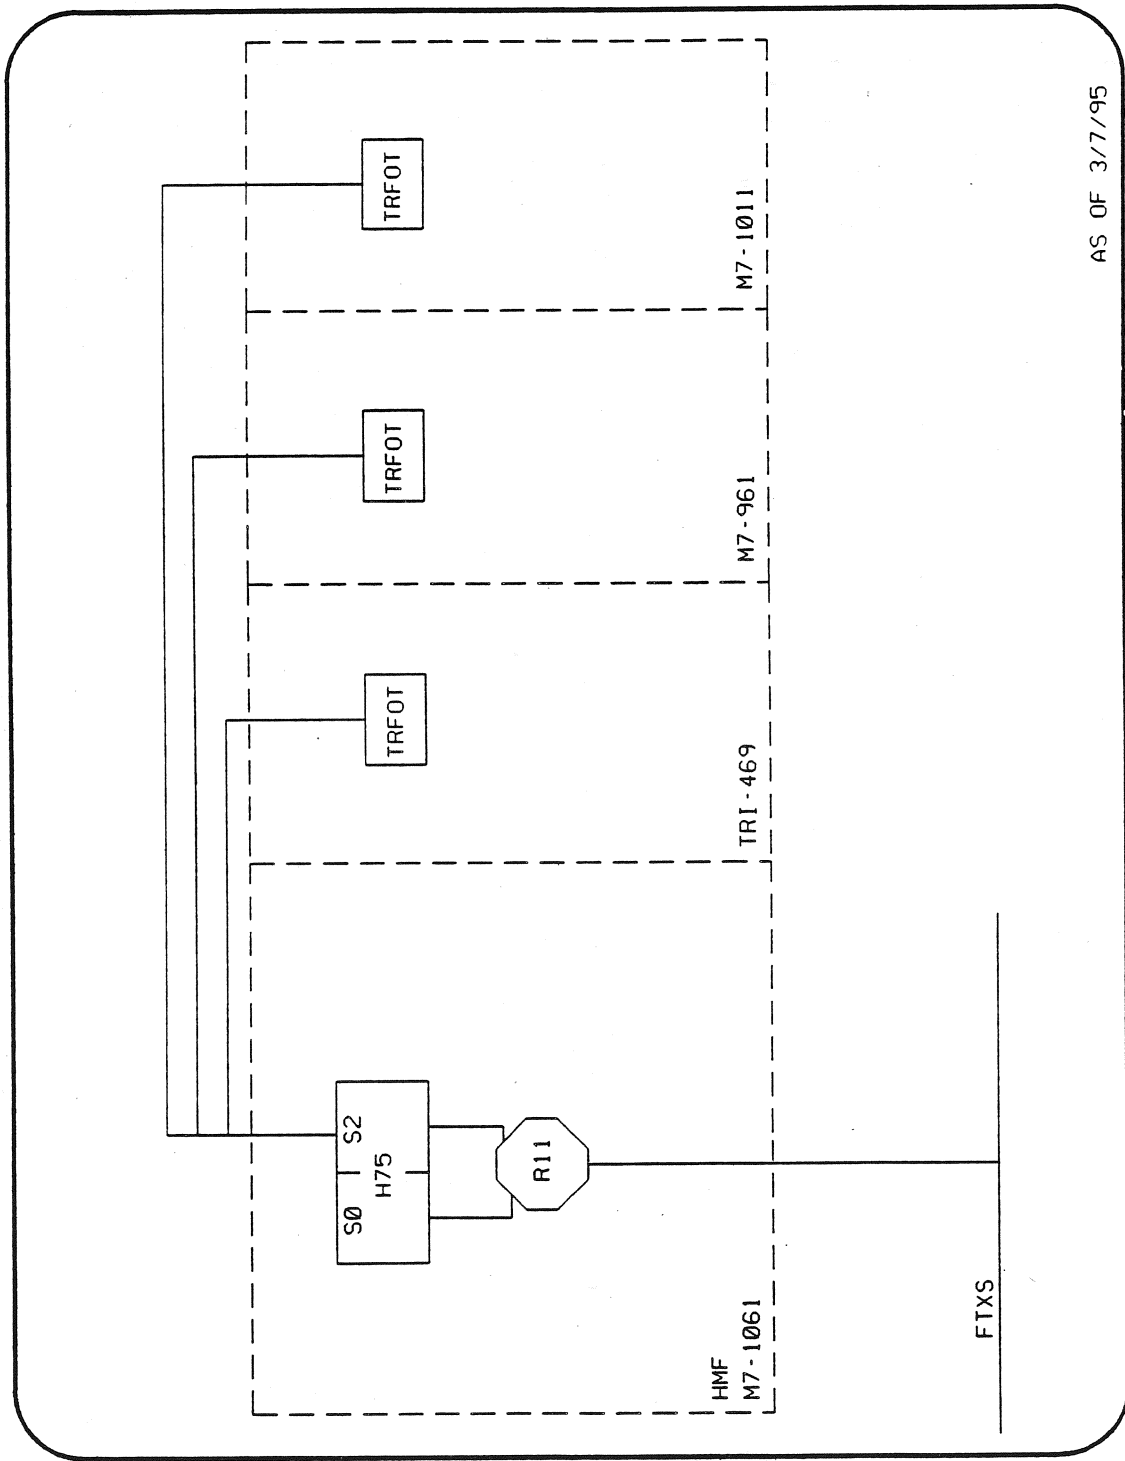 TRFOT
TRFOT
TRFOT
S0
S2
H75
R11
HMF
M7-1061
TRI-469
M7-961
M7-1011
FTXS
AS OF 3/7/95